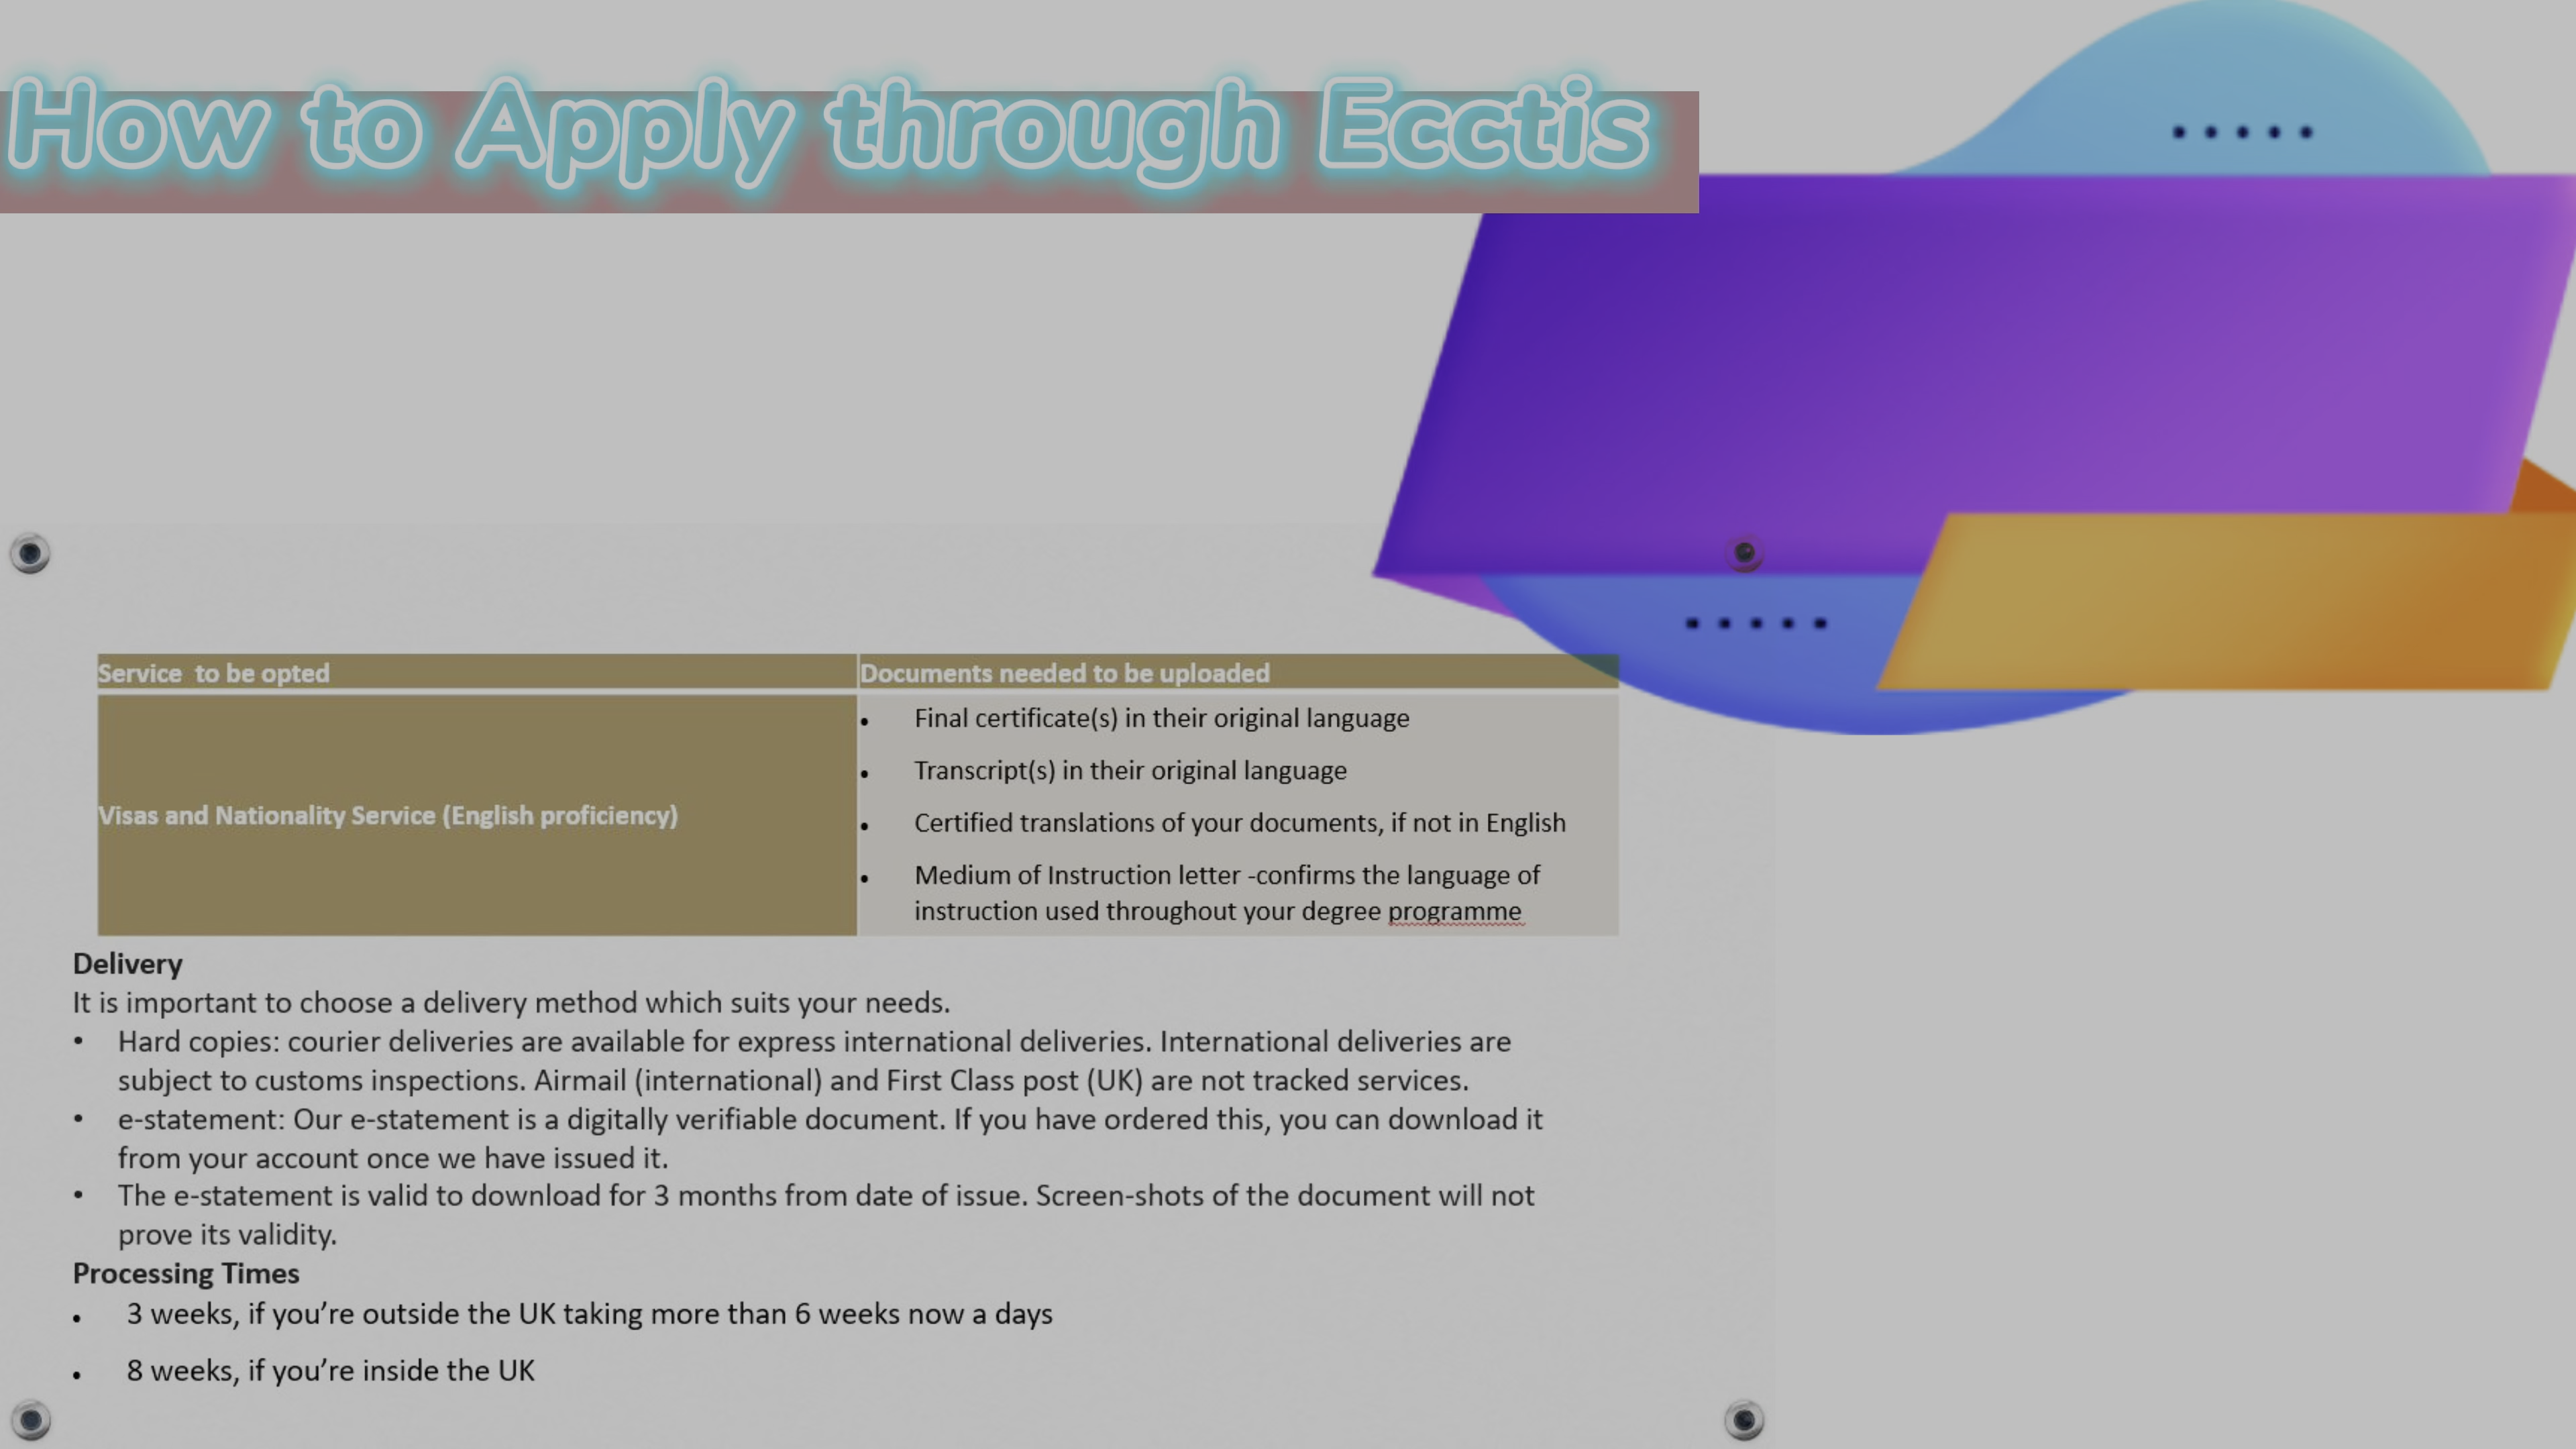 How to Apply through Ecctis
Service  to be opted
Documents needed to be uploaded
Visas and Nationality Service (English proficiency)
• Final certificate(s) in their original language
• Transcript(s) in their original language
• Certified translations of your documents, if not in English
• Medium of Instruction letter -confirms the language of
instruction used throughout your degree programme
Delivery
It is important to choose a delivery method which suits your needs.
• Hard copies: courier deliveries are available for express international deliveries. International deliveries are
subject to customs inspections. Airmail (international) and First Class post (UK) are not tracked services.
• e-statement: Our e-statement is a digitally verifiable document. If you have ordered this, you can download it
from your account once we have issued it.
• The e-statement is valid to download for 3 months from date of issue. Screen-shots of the document will not
prove its validity.
Processing Times
• 3 weeks, if you’re outside the UK taking more than 6 weeks now a days
• 8 weeks, if you’re inside the UK